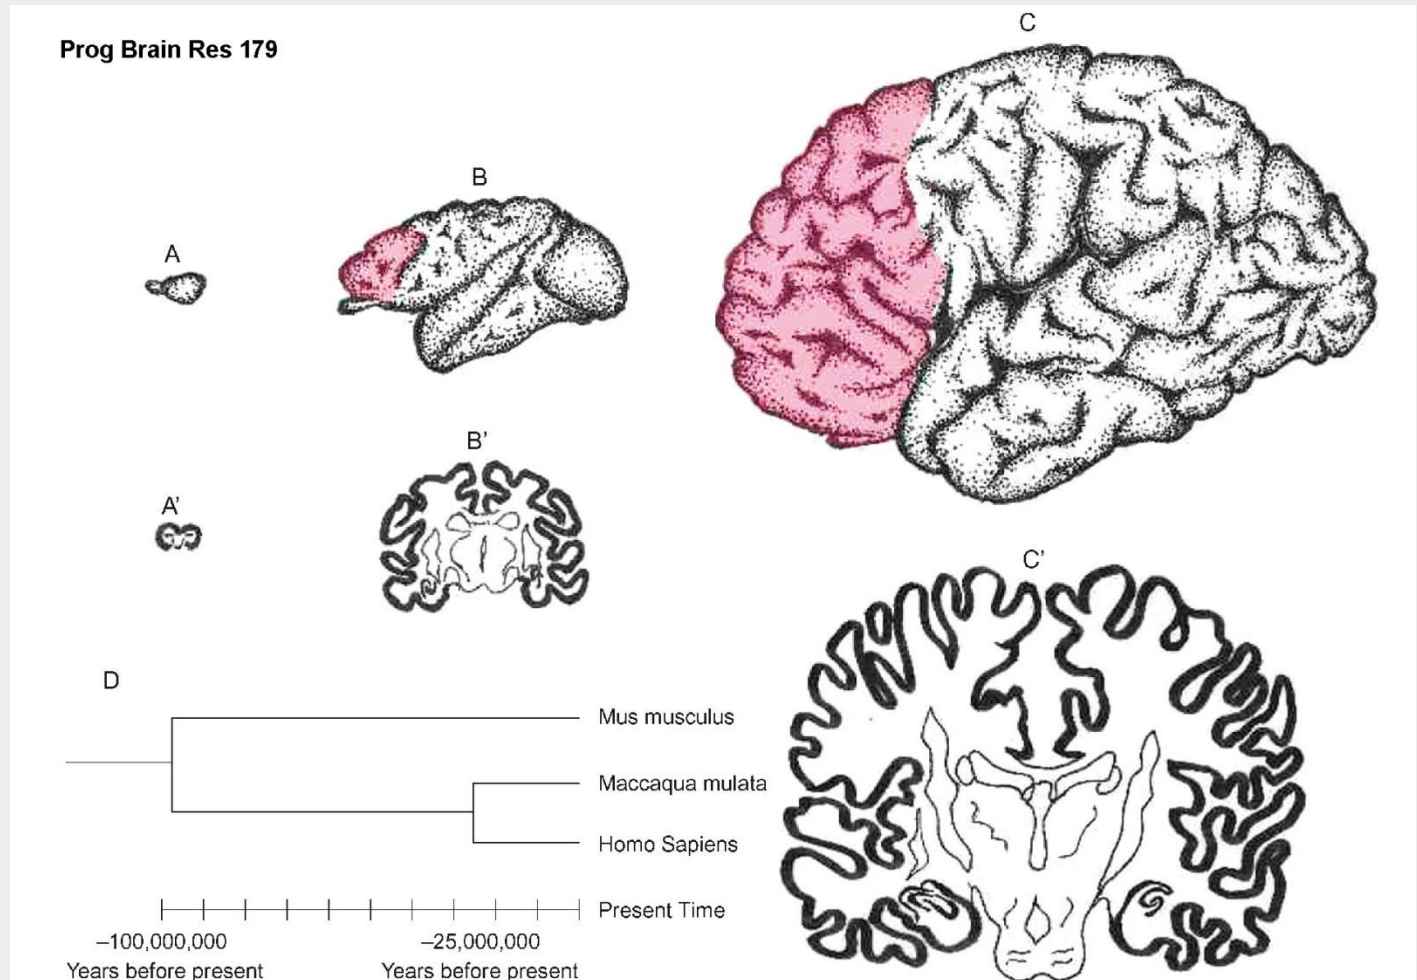 Prog Brain Res 179
C
B
A
B'
A'
C'
D
Mus musculus
Maccaqua mulata
Homo Sapiens
Present Time
–100,000,000
Years before present
–25,000,000
Years before present